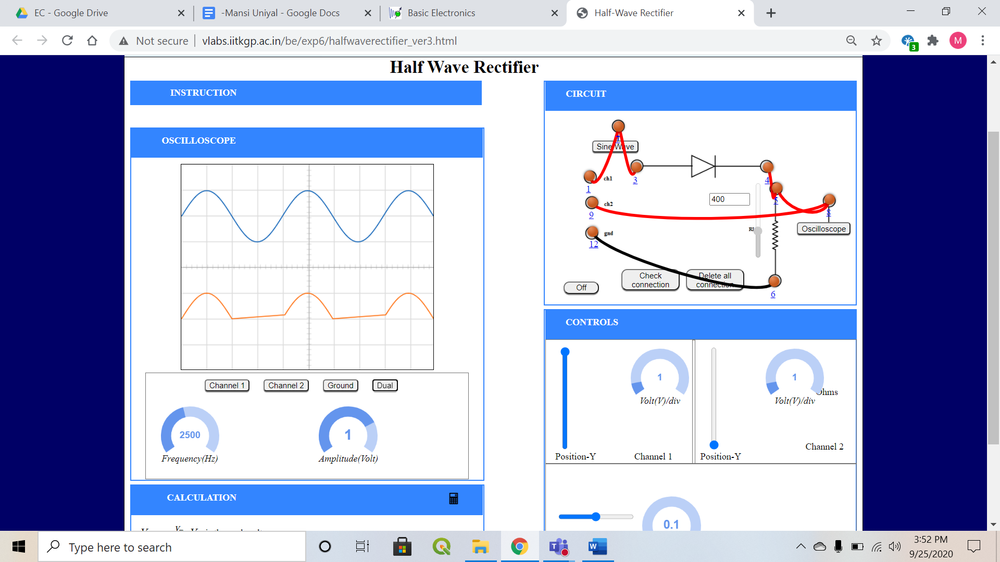 EC - Google Drive
-Mansi Uniyal - Google Docs
Basic Electronics
Half-Wave Rectifier
Not secure
vlabs.iitkgp.ac.in/be/exp6/halfwaverectifier_ver3.html
3
M
Half Wave Rectifier
INSTRUCTION
OSCILLOSCOPE
Channel 1
Channel 2
Ground
Dual
2500
Frequency(Hz)
1
Amplitude(Volt)
CALCULATION
CIRCUIT
Sine Wave
ch1
1
3
4
5
400
ch2
9
8
Oscilloscope
gnd
12
Check
connection
Delete all
connection
Off
6
CONTROLS
1
Volt(V)/div
Position-Y
Channel 1
1
Volt(V)/div
Ohms
Position-Y
Channel 2
0.1
Type here to search
3:52 PM
9/25/2020